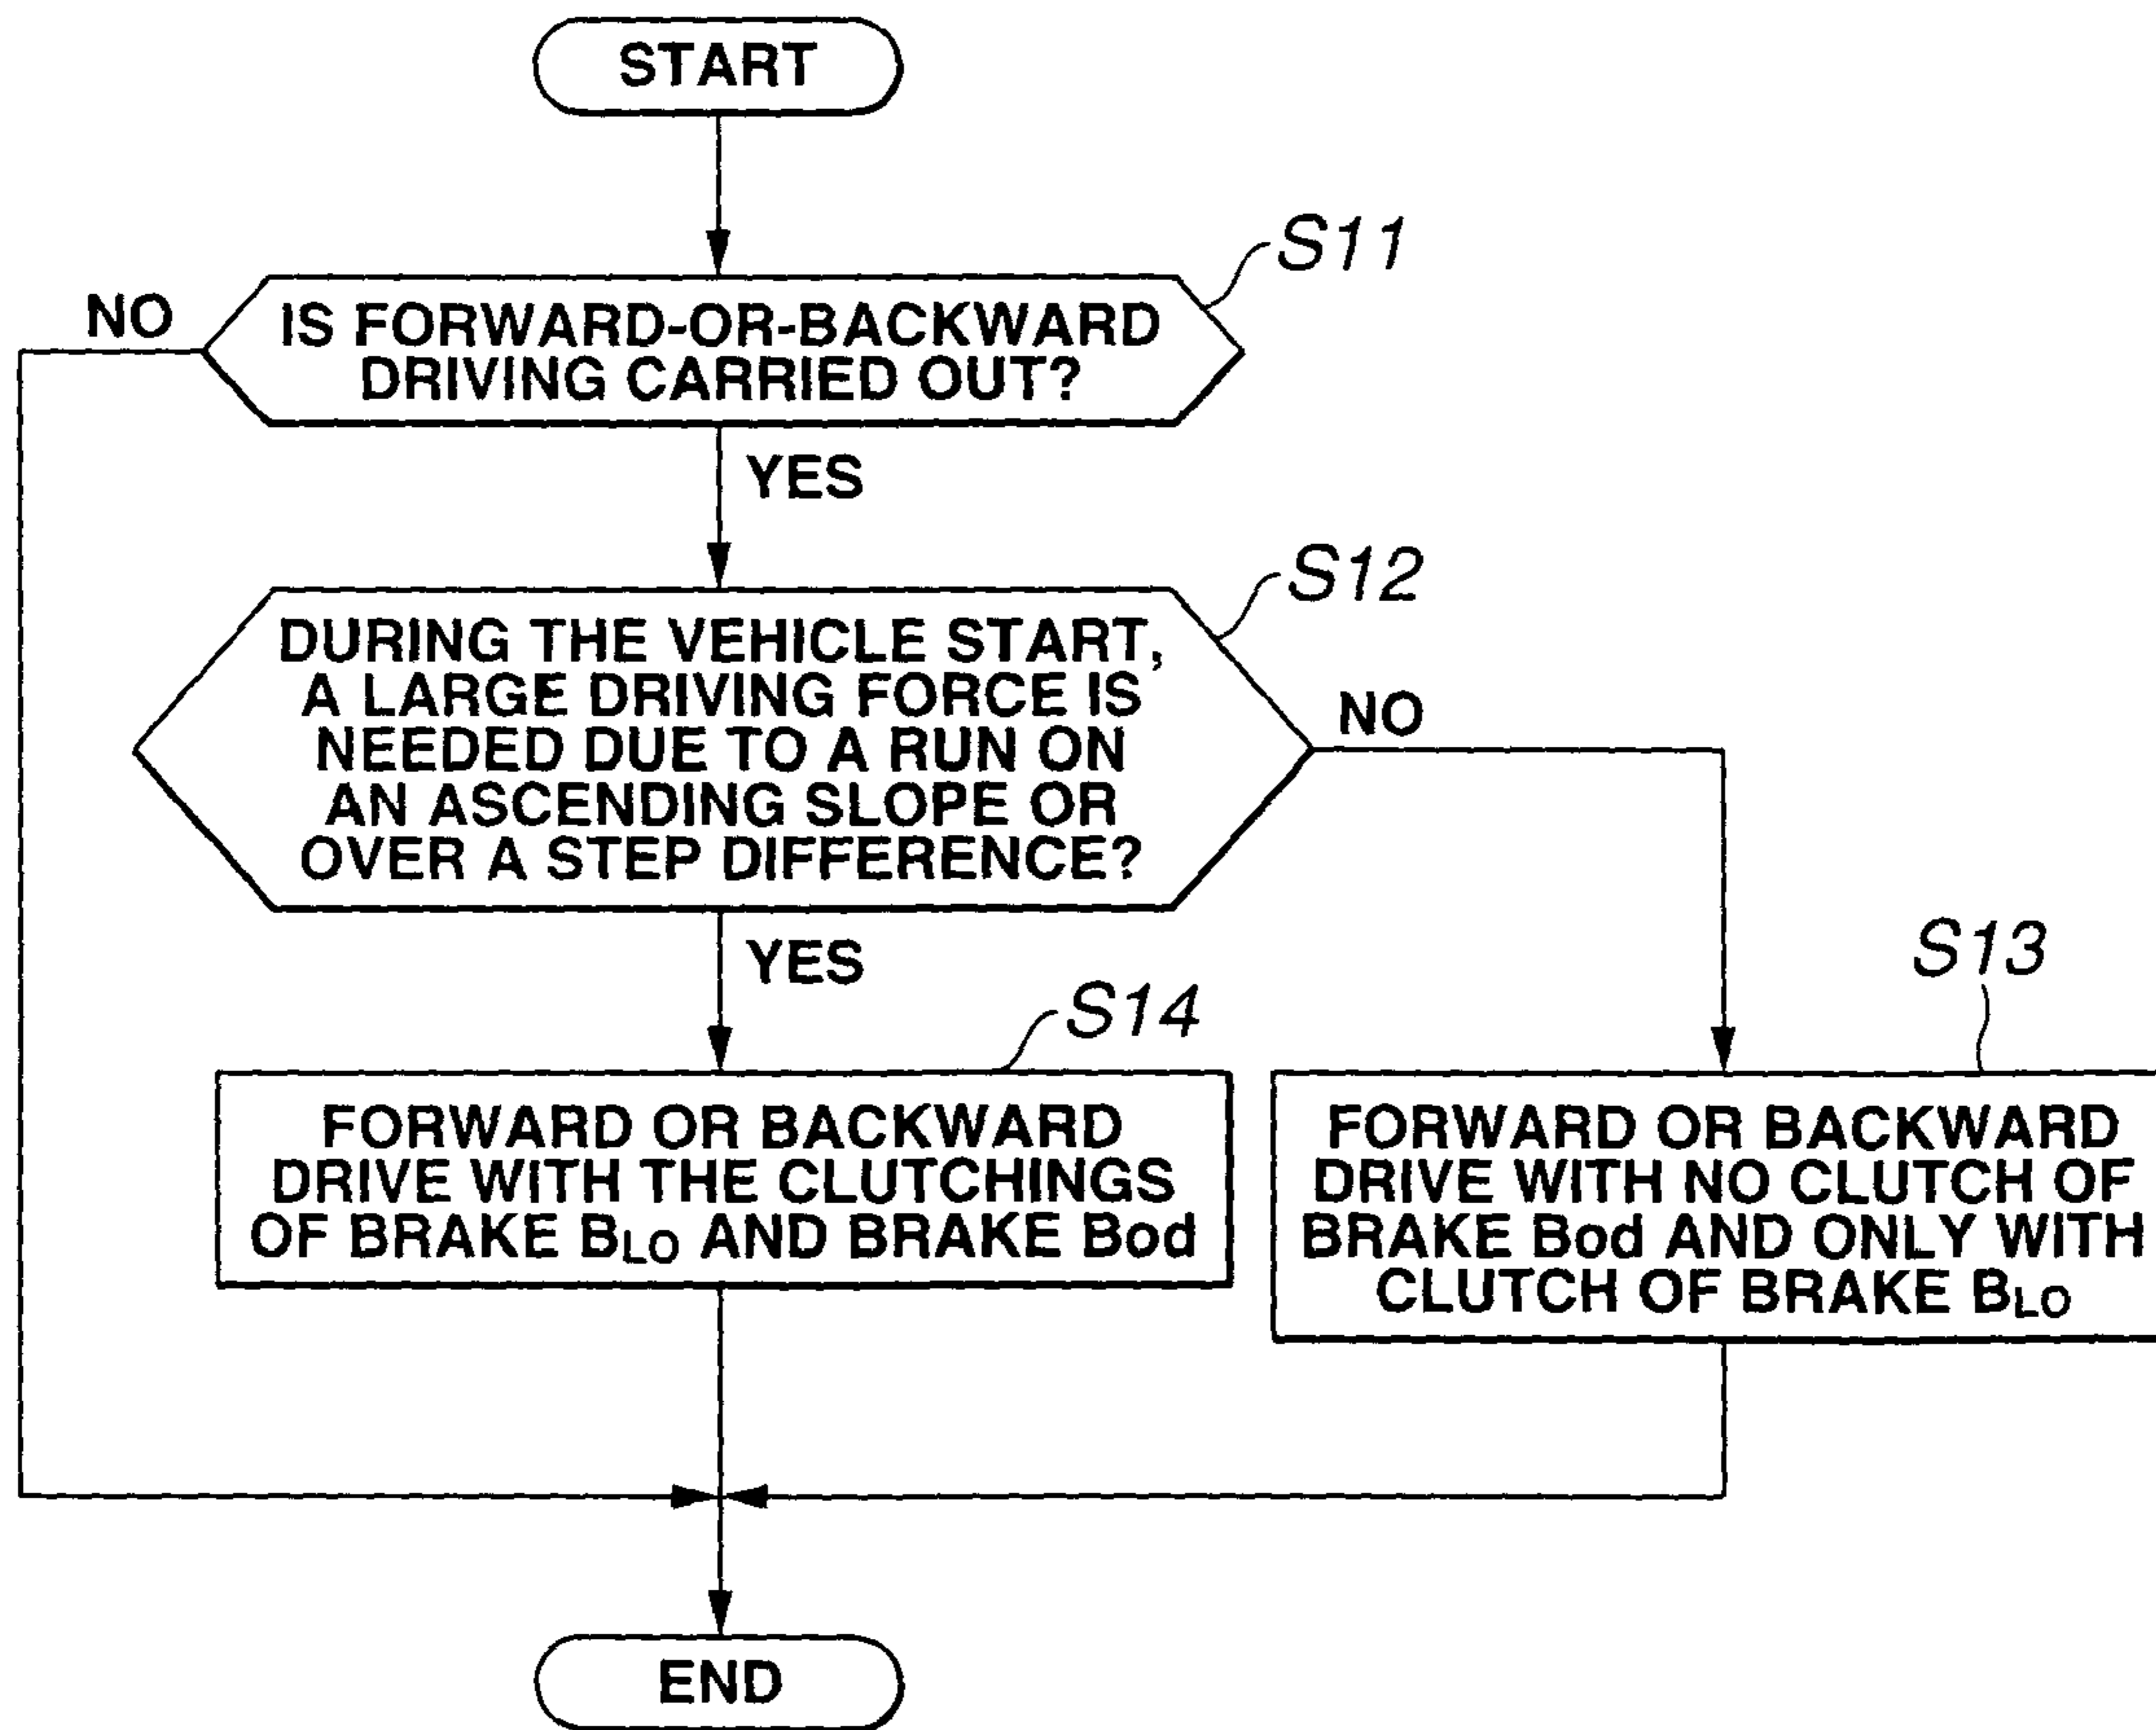 START
S11
NO
IS FORWARD-OR-BACKWARD
DRIVING CARRIED OUT?
YES
S12
DURING THE VEHICLE START,
A LARGE DRIVING FORCE IS
NEEDED DUE TO A RUN ON
AN ASCENDING SLOPE OR
OVER A STEP DIFFERENCE?
NO
YES
S14
FORWARD OR BACKWARD
DRIVE WITH THE CLUTCHINGS
OF BRAKE BLO AND BRAKE Bod
S13
FORWARD OR BACKWARD
DRIVE WITH NO CLUTCH OF
BRAKE Bod AND ONLY WITH
CLUTCH OF BRAKE BLO
END